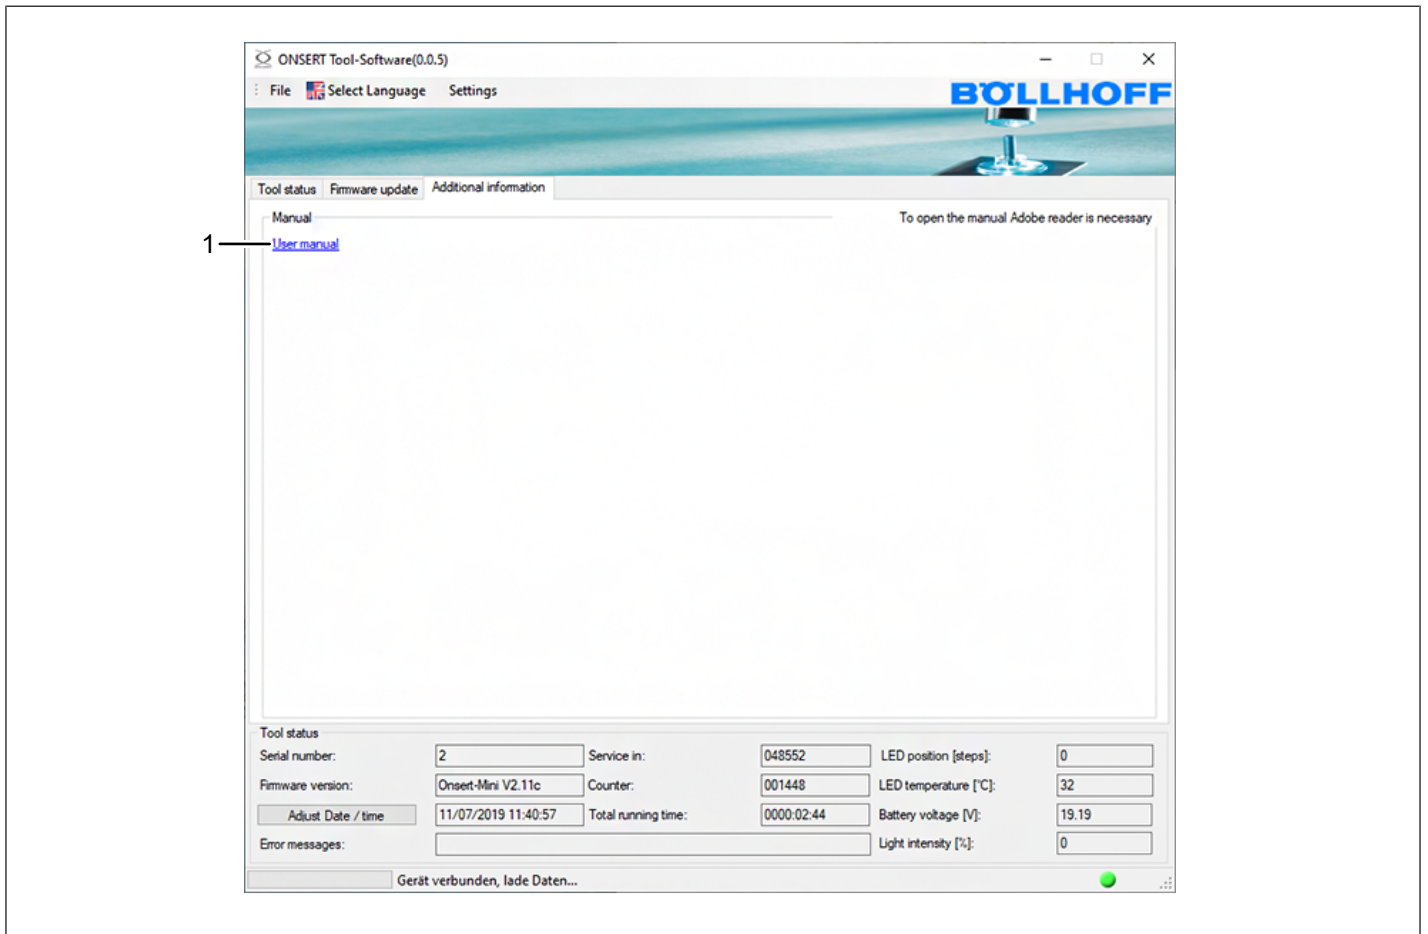 ONSERT Tool-Software(0.0.5)
File Select Language Settings
BÖLLHOFF
Tool status Firmware update Additional information
Manual To open the manual Adobe reader is necessary
1 User manual
Tool status
Serial number: 2 Service in: 048552 LED position [steps]: 0
Firmware version: Onsert-Mini V2.11c Counter: 001448 LED temperature [°C]: 32
Adjust Date / time 11/07/2019 11:40:57 Total running time: 0000:02:44 Battery voltage [V]: 19.19
Error messages: Light intensity [%]: 0
Gerät verbunden, lade Daten...